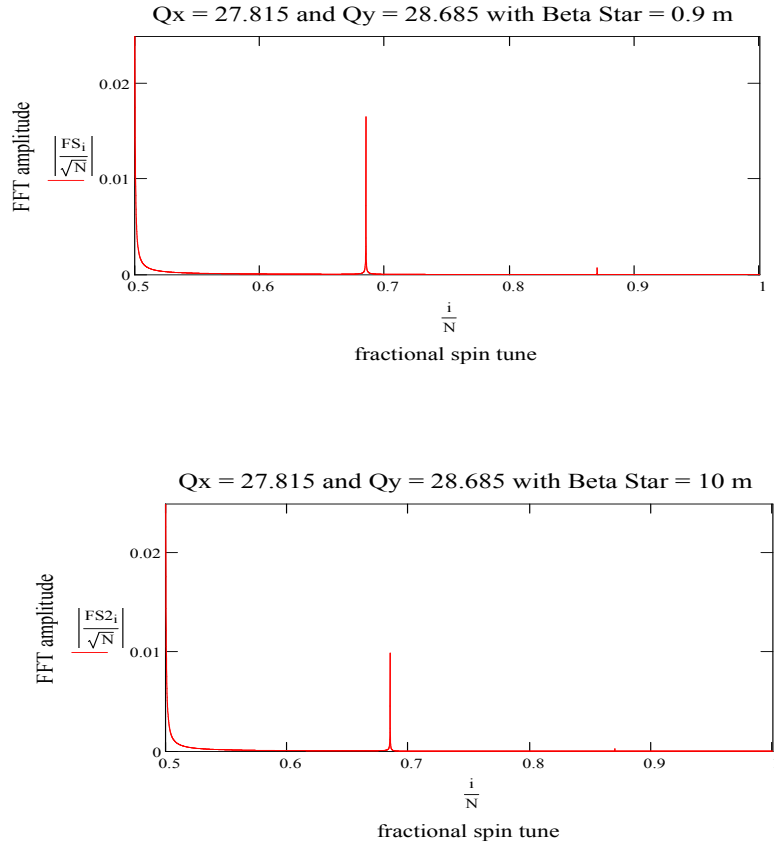 Qx = 27.815 and Qy = 28.685 with Beta Star = 0.9 m
FFT amplitude
|FS_i/√N|
0.02
0.01
0
0.5 0.6 0.7 0.8 0.9 1
i/N
fractional spin tune
Qx = 27.815 and Qy = 28.685 with Beta Star = 10 m
FFT amplitude
|FS2_i/√N|
0.02
0.01
0
0.5 0.6 0.7 0.8 0.9
i/N
fractional spin tune